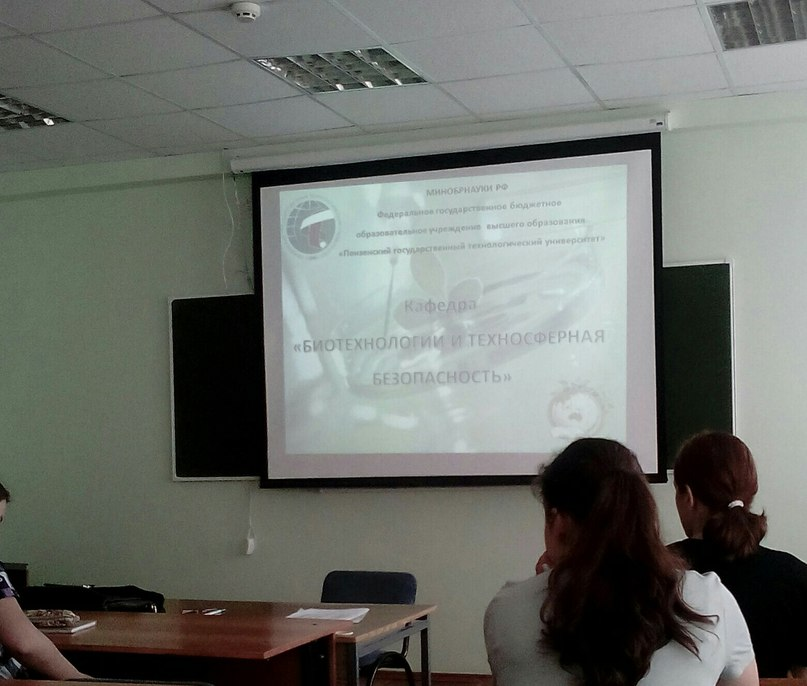 МИНОБРНАУКИ РФ
Федеральное государственное бюджетное
образовательное учреждение высшего образования
«Пензенский государственный технологический университет»
Кафедра
«БИОТЕХНОЛОГИИ И ТЕХНОСФЕРНАЯ
БЕЗОПАСНОСТЬ»